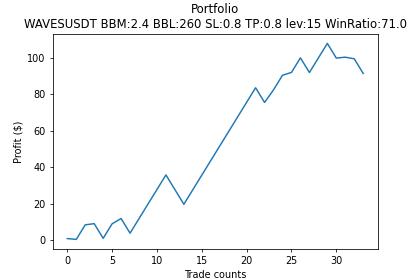 Portfolio
WAVESUSDT BBM:2.4 BBL:260 SL:0.8 TP:0.8 lev:15 WinRatio:71.0
Profit ($)
100
80
60
40
20
0
0 5 10 15 20 25 30
Trade counts